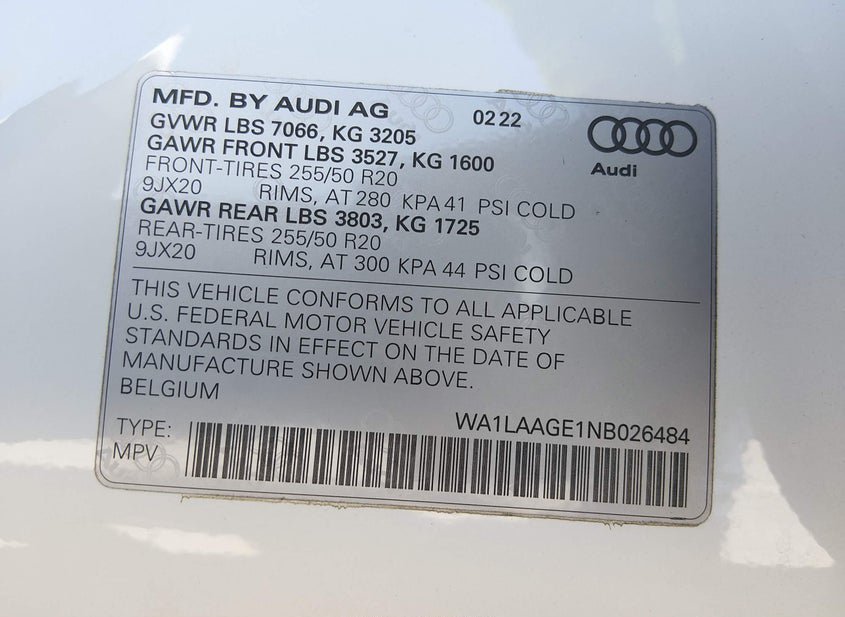 MFD. BY AUDI AG 0222
GVWR LBS 7066, KG 3205
GAWR FRONT LBS 3527, KG 1600
FRONT-TIRES 255/50 R20
9JX20 RIMS, AT 280 KPA 41 PSI COLD
GAWR REAR LBS 3803, KG 1725
REAR-TIRES 255/50 R20
9JX20 RIMS, AT 300 KPA 44 PSI COLD
Audi
THIS VEHICLE CONFORMS TO ALL APPLICABLE
U.S. FEDERAL MOTOR VEHICLE SAFETY
STANDARDS IN EFFECT ON THE DATE OF
MANUFACTURE SHOWN ABOVE.
BELGIUM
WA1LAAGE1NB026484
TYPE:
MPV